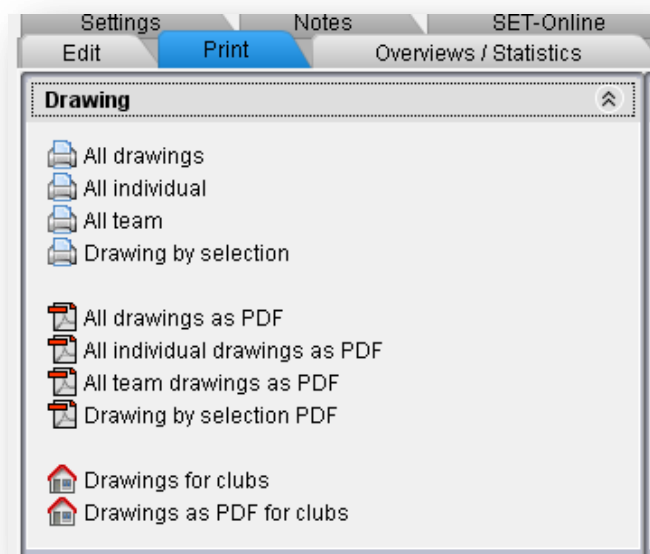 Settings Notes SET-Online
Edit Print Overviews / Statistics
Drawing
All drawings
All individual
All team
Drawing by selection
All drawings as PDF
All individual drawings as PDF
All team drawings as PDF
Drawing by selection PDF
Drawings for clubs
Drawings as PDF for clubs